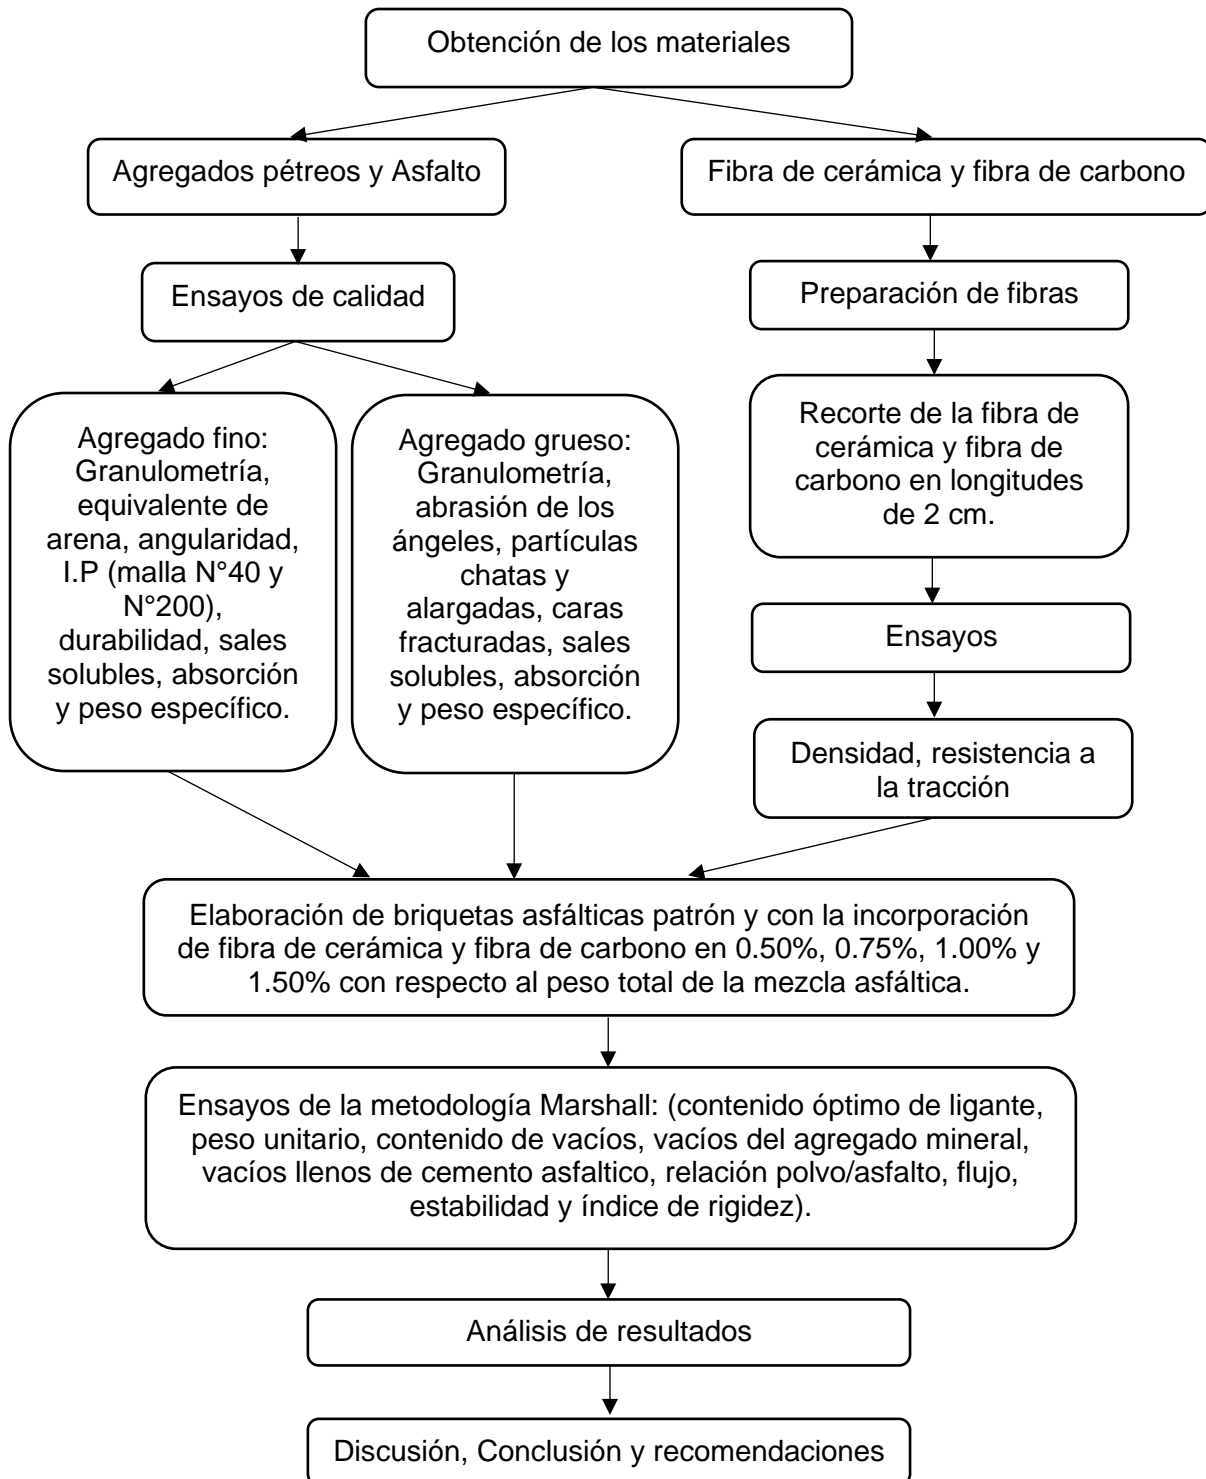 Obtención de los materiales
Agregados pétreos y Asfalto
Fibra de cerámica y fibra de carbono
Ensayos de calidad
Preparación de fibras
Agregado fino:
Granulometría,
equivalente de
arena, angularidad,
I.P (malla N°40 y
N°200),
durabilidad, sales
solubles, absorción
y peso específico.
Agregado grueso:
Granulometría,
abrasión de los
ángeles, partículas
chatas y
alargadas, caras
fracturadas, sales
solubles, absorción
y peso específico.
Recorte de la fibra de
cerámica y fibra de
carbono en longitudes
de 2 cm.
Ensayos
Densidad, resistencia a
la tracción
Elaboración de briquetas asfálticas patrón y con la incorporación
de fibra de cerámica y fibra de carbono en 0.50%, 0.75%, 1.00% y
1.50% con respecto al peso total de la mezcla asfáltica.
Ensayos de la metodología Marshall: (contenido óptimo de ligante,
peso unitario, contenido de vacíos, vacíos del agregado mineral,
vacíos llenos de cemento asfaltico, relación polvo/asfalto, flujo,
estabilidad y índice de rigidez).
Análisis de resultados
Discusión, Conclusión y recomendaciones